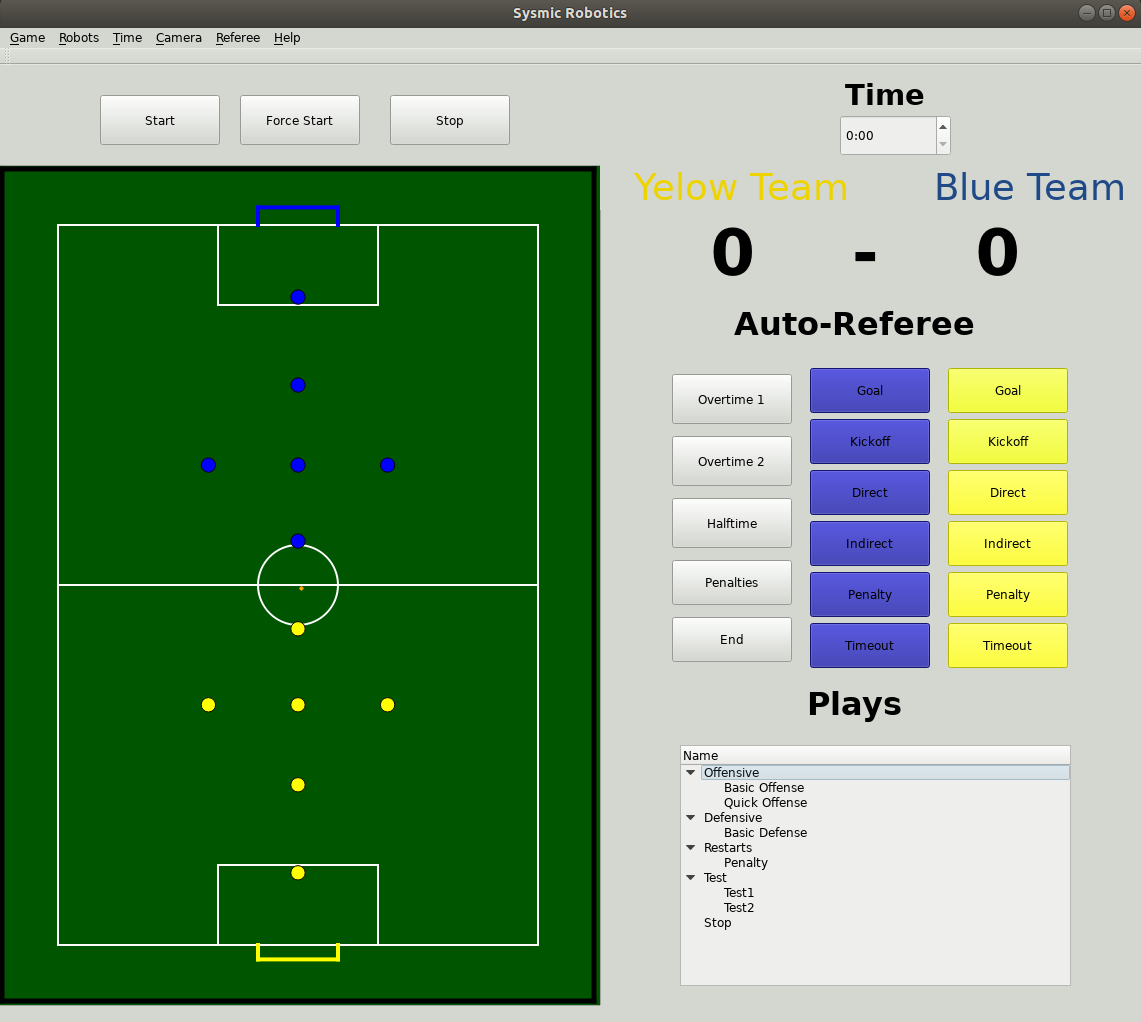 Sysmic Robotics
Game Robots Time Camera Referee Help
Start Force Start Stop
Time
0:00
Yelow Team Blue Team
0 - 0
Auto-Referee
Overtime 1
Overtime 2
Halftime
Penalties
End
Goal
Kickoff
Direct
Indirect
Penalty
Timeout
Goal
Kickoff
Direct
Indirect
Penalty
Timeout
Plays
Name
Offensive
Basic Offense
Quick Offense
Defensive
Basic Defense
Restarts
Penalty
Test
Test1
Test2
Stop